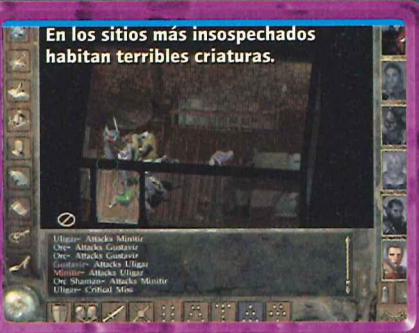 En los sitios más insospechados
habitan terribles criaturas.
Uligar- Attacks Minitir
Orc- Attacks Gustavir
Orc- Attacks Gustavir
Gustavir- Attacks Uligar
Minitir- Attacks Uligar
Orc Shaman- Attacks Minitir
Uligar- Critical Miss